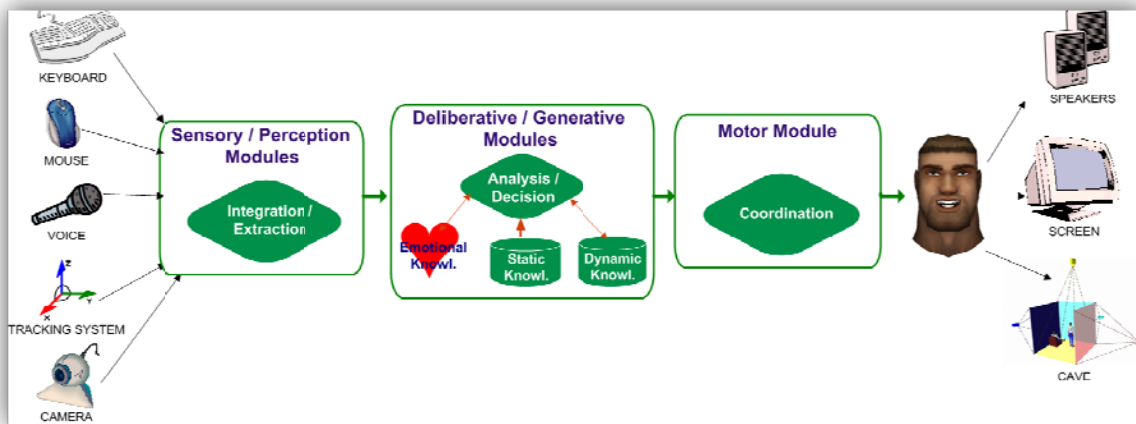 KEYBOARD
MOUSE
VOICE
Z
Y
X
TRACKING SYSTEM
CAMERA
Sensory / Perception
Modules
Integration /
Extraction
Deliberative / Generative
Modules
Analysis /
Decision
Emotional
Knowl.
Static
Knowl.
Dynamic
Knowl.
Motor Module
Coordination
SPEAKERS
SCREEN
CAVE